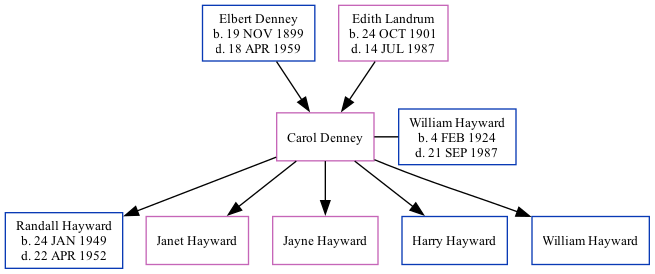 Elbert Denney
b. 19 NOV 1899
d. 18 APR 1959
Edith Landrum
b. 24 OCT 1901
d. 14 JUL 1987
Carol Denney
William Hayward
b. 4 FEB 1924
d. 21 SEP 1987
Randall Hayward
b. 24 JAN 1949
d. 22 APR 1952
Janet Hayward
Jayne Hayward
Harry Hayward
William Hayward